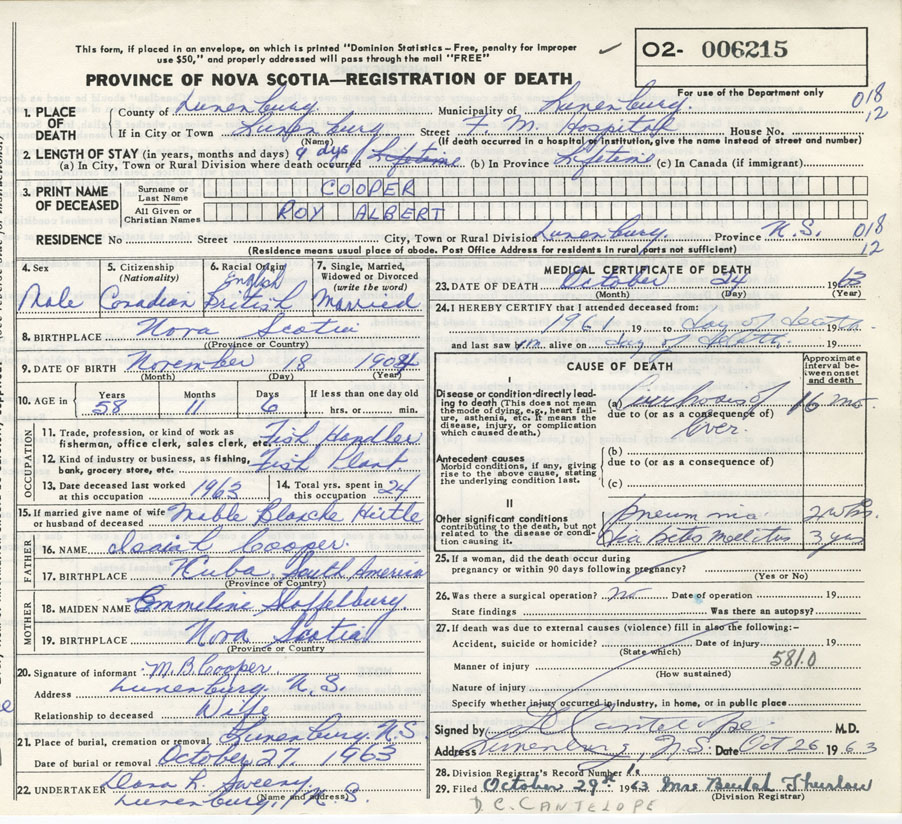 This form, if placed in an envelope, on which is printed "Dominion Statistics – Free, penalty for improper
use $50," and properly addressed will pass through the mail "FREE"
O2- 006215
PROVINCE OF NOVA SCOTIA—REGISTRATION OF DEATH
For use of the Department only
1. PLACE OF DEATH
County of Lunenburg. Municipality of Lunenburg. 018
If in City or Town Lunenburg Street F. M. Hospital House No. 12
(Name) (If death occurred in a hospital or institution, give the name instead of street and number)
2. LENGTH OF STAY (in years, months and days) 9 days
(a) In City, Town or Rural Division where death occurred Lifetime (b) In Province Lifetime (c) In Canada (if immigrant)
3. PRINT NAME OF DECEASED
Surname or Last Name COOPER
All Given or Christian Names ROY ALBERT
RESIDENCE No Street City, Town or Rural Division Lunenburg. Province N.S. 018
12
(Residence means usual place of abode. Post Office Address for residents in rural parts not sufficient)
4. Sex
Male
5. Citizenship
(Nationality)
Canadian
6. Racial Origin
English
British
7. Single, Married,
Widowed or Divorced
(write the word)
Married
8. BIRTHPLACE Nova Scotia
(Province or Country)
9. DATE OF BIRTH November 18 1904
(Month) (Day) (Year)
10. AGE in
Years Months Days If less than one day old
58 11 6 hrs. or min.
OCCUPATION
11. Trade, profession, or kind of work as
fisherman, office clerk, sales clerk, etc. Fish Handler
12. Kind of industry or business, as fishing,
bank, grocery store, etc. Fish Plant.
13. Date deceased last worked
at this occupation 1963
14. Total yrs. spent in
this occupation 24
15. If married give name of wife
or husband of deceased Mable Blanche Hirtle
FATHER
16. NAME Cooper.
17. BIRTHPLACE Cuba, South America
(Province or Country)
MOTHER
18. MAIDEN NAME Emmeline
19. BIRTHPLACE Nova Scotia
(Province or Country)
20. Signature of informant M.B. Cooper
Address Lunenburg N.S.
Relationship to deceased Wife
21. Place of burial, cremation or removal Lunenburg, N.S
Date of burial or removal October 27, 1963
22. UNDERTAKER Dana L. Sweeny
(Name and address)
Lunenburg, N.S.
MEDICAL CERTIFICATE OF DEATH
23. DATE OF DEATH October 24 1963
(Month) (Day) (Year)
24. I HEREBY CERTIFY that I attended deceased from:
1961 19 to day of death 19
and last saw him alive on day of death. 19
CAUSE OF DEATH
Approximate
interval be-
tween onset
and death
I
Disease or condition directly lead-
ing to death (This does not mean
the mode of dying, e.g., heart fail-
ure, asthenia, etc. It means the
disease, injury, or complication
which caused death.)
(a) cirrhosis of 16 mo.
due to (or as a consequence of)
liver.
Antecedent causes
Morbid conditions, if any, giving
rise to the above cause, stating
the underlying condition last.
(b)
due to (or as a consequence of)
(c)
II
Other significant conditions
contributing to the death, but not
related to the disease or condi-
tion causing it.
pneumonia 2 wks.
diabetes mellitus 3 yrs
25. If a woman, did the death occur during
pregnancy or within 90 days following pregnancy?
(Yes or No)
26. Was there a surgical operation? no Date of operation 19
State findings Was there an autopsy?
27. If death was due to external causes (violence) fill in also the following:-
Accident, suicide or homicide? Date of injury 19
(State which)
Manner of injury 581.0
(How sustained)
Nature of injury
Specify whether injury occurred in industry, in home, or in public place
Signed by D Cantelope M.D.
Address Lunenburg, N.S. Date Oct 26 1963
28. Division Registrar's Record Number
29. Filed October 29th 1963 Mrs Beulah Thurlow
(Division Registrar)
D.C. CANTELOPE